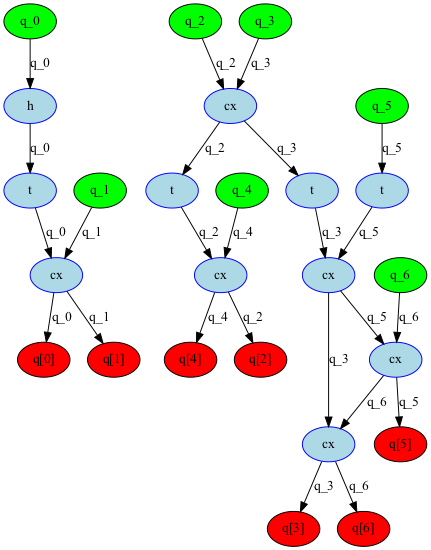 q_0 q_2 q_3
q_0 q_2 q_3
h cx q_5
q_0 q_2 q_3 q_5
t q_1 t q_4 t t
q_0 q_1 q_2 q_4 q_3 q_5
cx cx cx q_6
q_0 q_1 q_4 q_2 q_5 q_6
q[0] q[1] q[4] q[2] q_3 cx
q_6 q_5
cx q[5]
q_3 q_6
q[3] q[6]